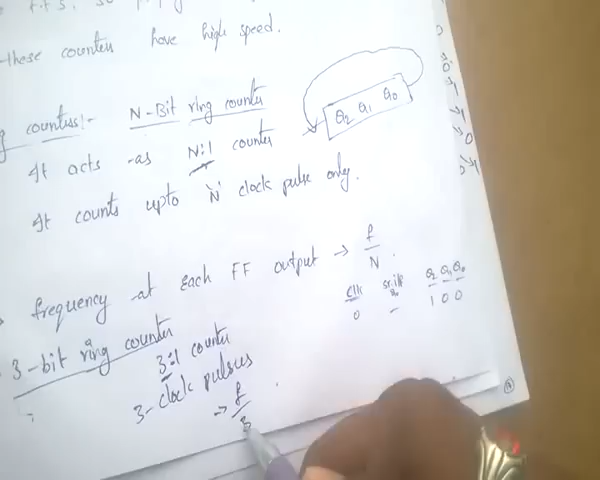 these counters have high speed.
counters:- N-Bit ring counter
Q2 Q1 Q0
It acts as N:1 counter
It counts upto 'N' clock pulse only.
frequency at each FF output → f/N.
Clk Sr.i/p Q0 Q2 Q1 Q0
0 - 1 0 0
3-bit ring counter
3:1 counter
3- clock pulses
→ f/3